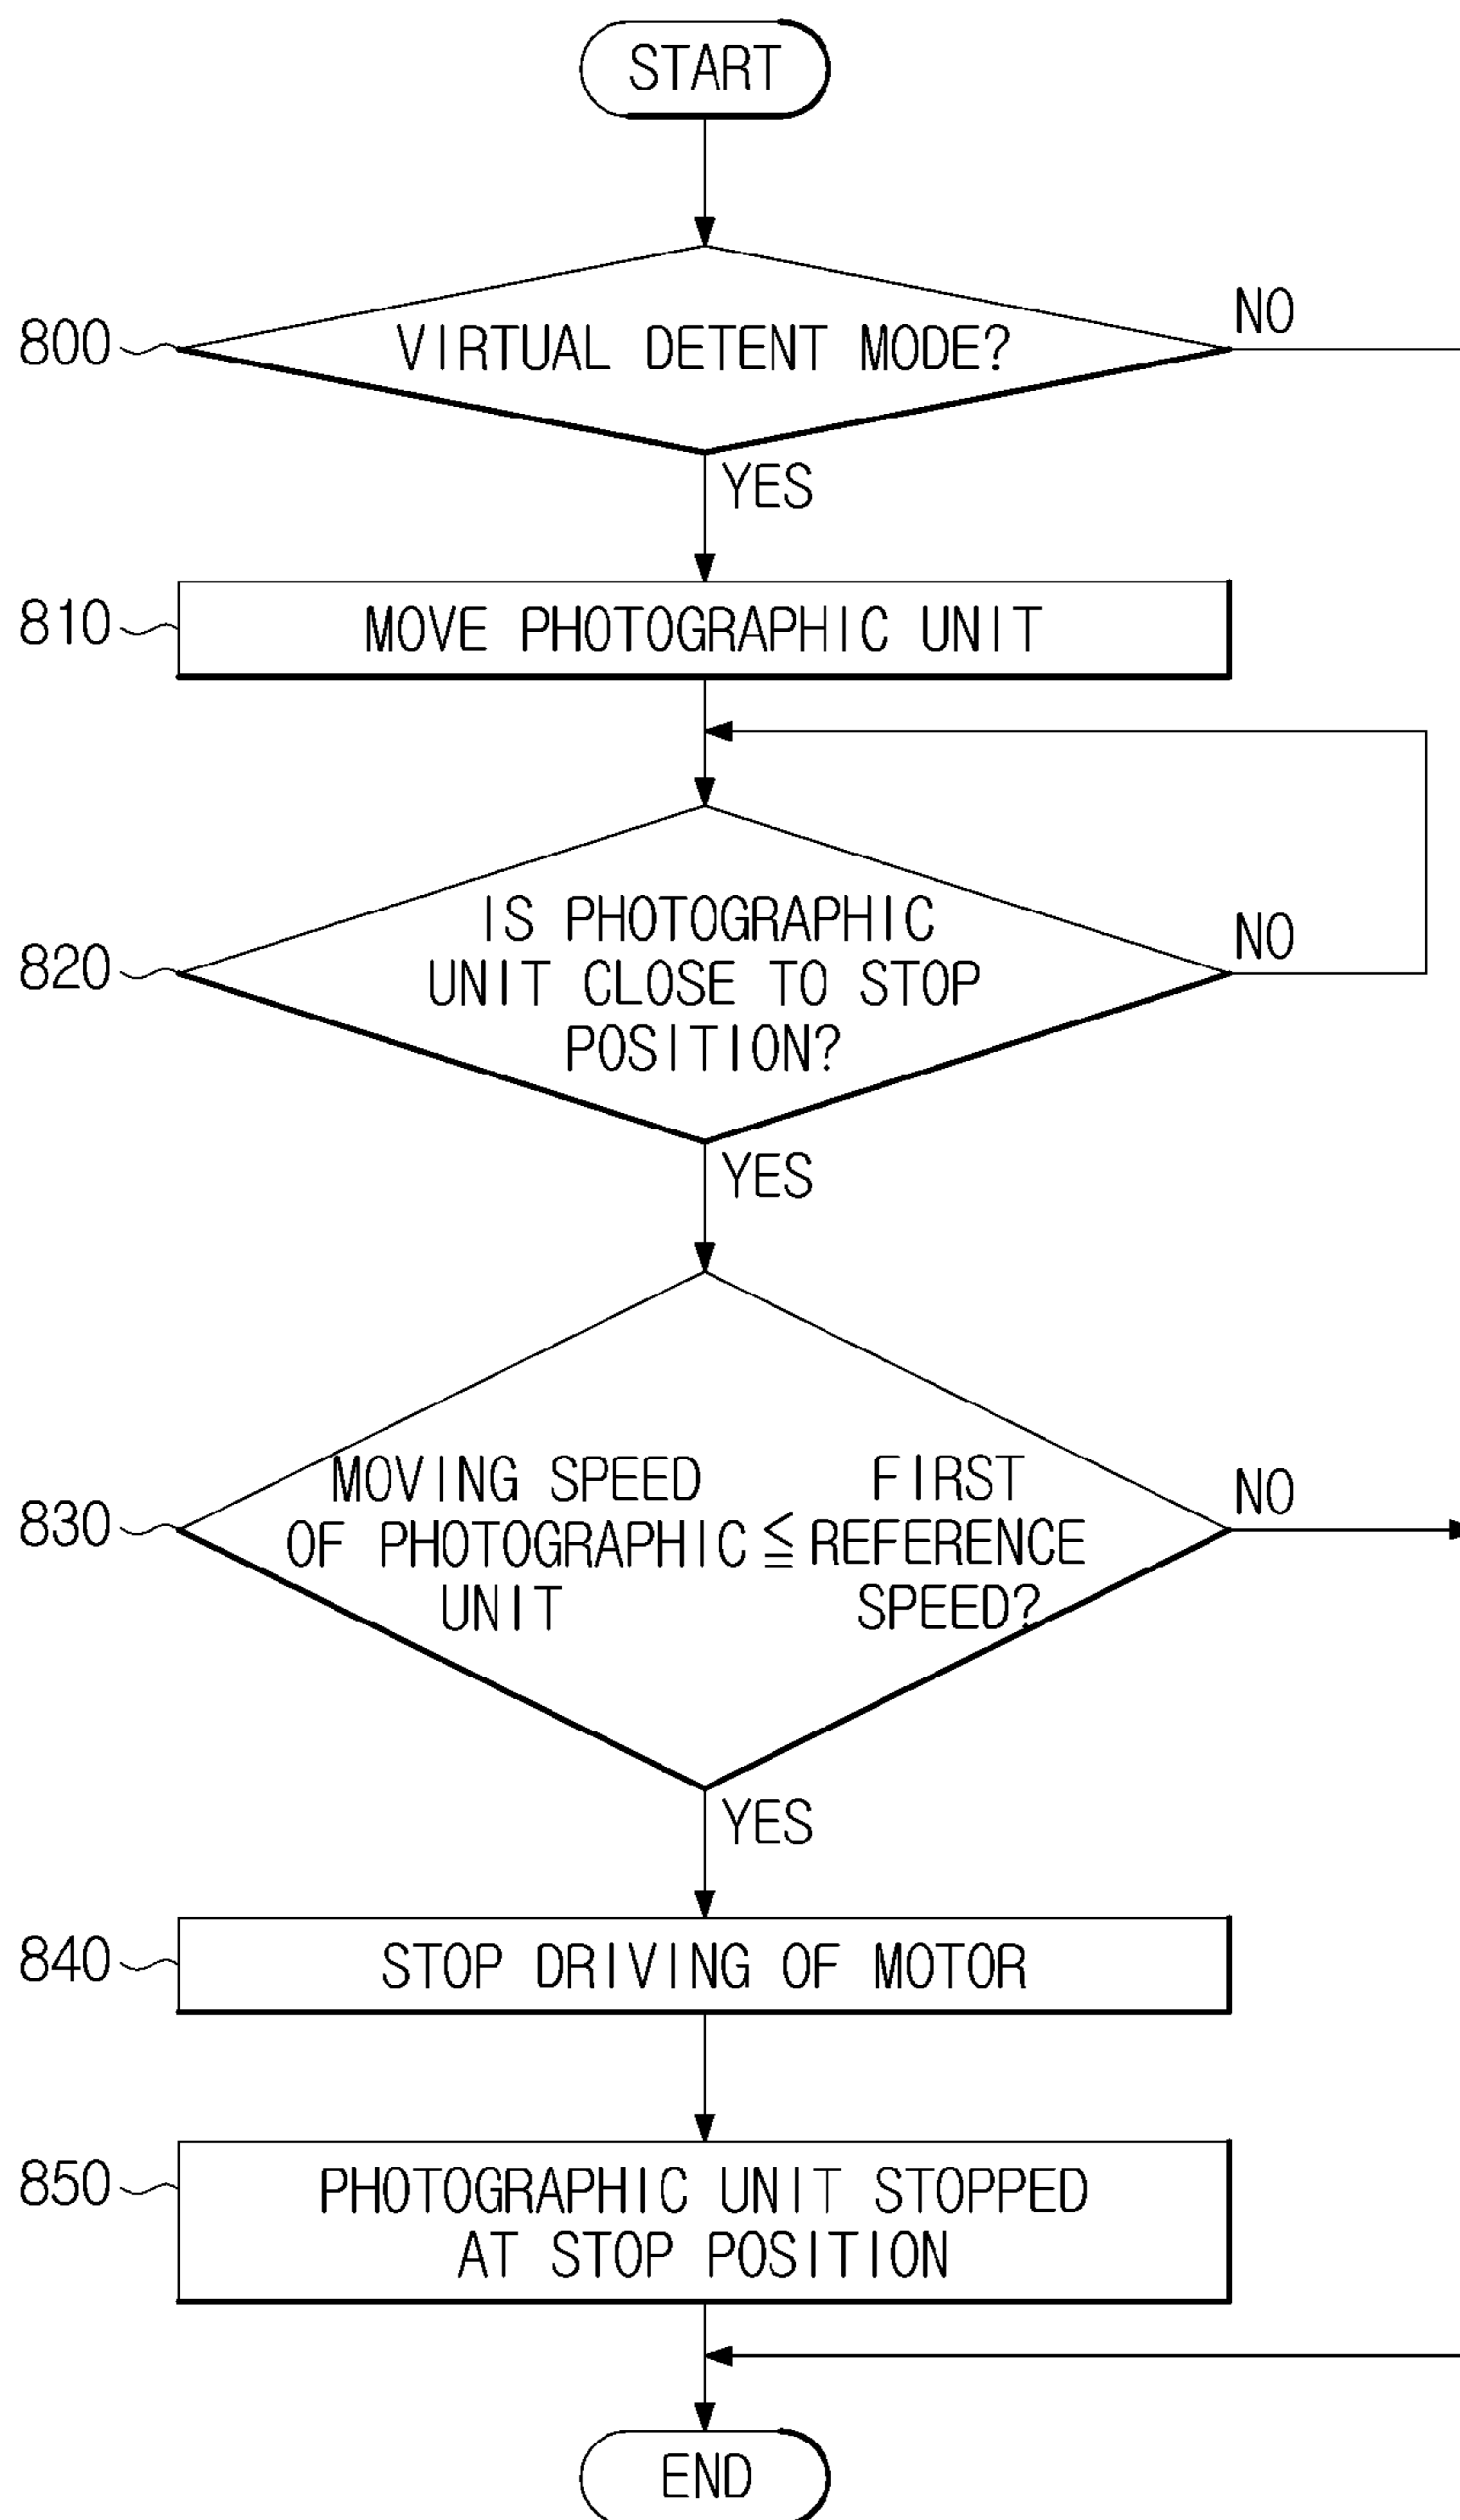 START
800
VIRTUAL DETENT MODE?
NO
YES
810
MOVE PHOTOGRAPHIC UNIT
820
IS PHOTOGRAPHIC
UNIT CLOSE TO STOP
POSITION?
NO
YES
830
MOVING SPEED FIRST
OF PHOTOGRAPHIC ≦ REFERENCE
UNIT SPEED?
NO
YES
840
STOP DRIVING OF MOTOR
850
PHOTOGRAPHIC UNIT STOPPED
AT STOP POSITION
END